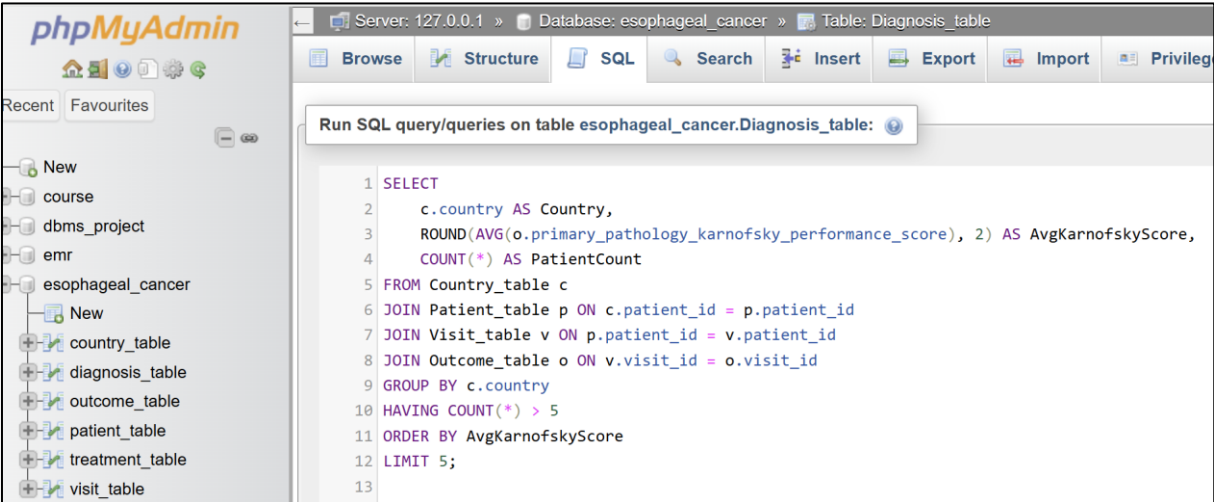 phpMyAdmin
Recent Favourites
New
course
dbms_project
emr
esophageal_cancer
New
country_table
diagnosis_table
outcome_table
patient_table
treatment_table
visit_table
Server: 127.0.0.1 » Database: esophageal_cancer » Table: Diagnosis_table
Browse Structure SQL Search Insert Export Import
Run SQL query/queries on table esophageal_cancer.Diagnosis_table:
1 SELECT
2 c.country AS Country,
3 ROUND(AVG(o.primary_pathology_karnofsky_performance_score), 2) AS AvgKarnofskyScore,
4 COUNT(*) AS PatientCount
5 FROM Country_table c
6 JOIN Patient_table p ON c.patient_id = p.patient_id
7 JOIN Visit_table v ON p.patient_id = v.patient_id
8 JOIN Outcome_table o ON v.visit_id = o.visit_id
9 GROUP BY c.country
10 HAVING COUNT(*) > 5
11 ORDER BY AvgKarnofskyScore
12 LIMIT 5;
13